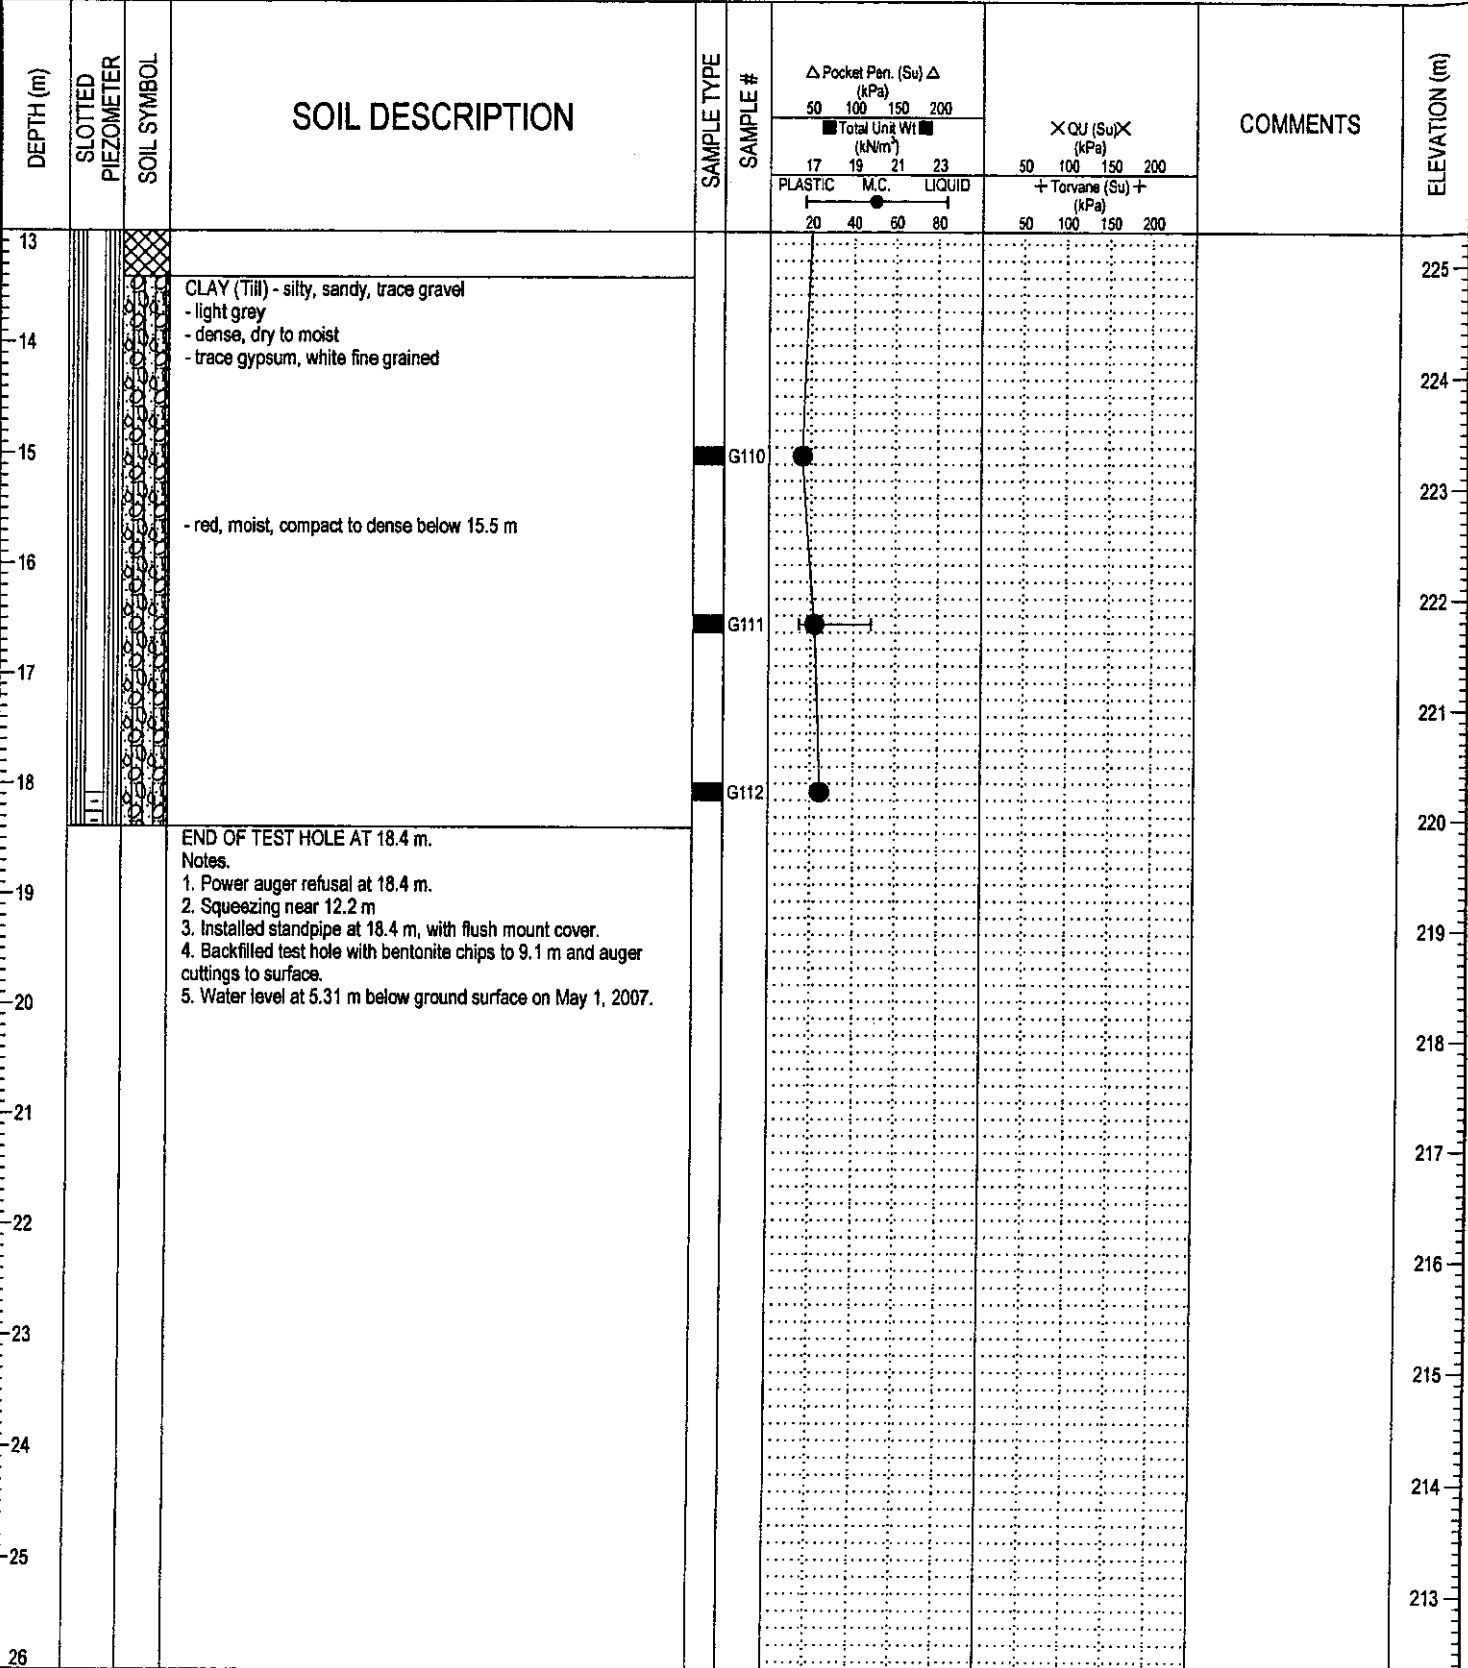 DEPTH (m)
SLOTTED
PIEZOMETER
SOIL SYMBOL
SOIL DESCRIPTION
SAMPLE TYPE
SAMPLE #
△ Pocket Pen. (Su) △
(kPa)
50 100 150 200
■ Total Unit Wt ■
(kN/m³)
17 19 21 23
PLASTIC M.C. LIQUID
20 40 60 80
✕ QU (Su) ✕
(kPa)
50 100 150 200
+ Torvane (Su) +
(kPa)
50 100 150 200
COMMENTS
ELEVATION (m)
13
225
CLAY (Till) - silty, sandy, trace gravel
- light grey
- dense, dry to moist
14
- trace gypsum, white fine grained
224
15
G110
223
- red, moist, compact to dense below 15.5 m
16
222
G111
17
221
18
G112
220
END OF TEST HOLE AT 18.4 m.
Notes.
1. Power auger refusal at 18.4 m.
19
2. Squeezing near 12.2 m
3. Installed standpipe at 18.4 m, with flush mount cover.
219
4. Backfilled test hole with bentonite chips to 9.1 m and auger
cuttings to surface.
5. Water level at 5.31 m below ground surface on May 1, 2007.
20
218
21
217
22
216
23
215
24
214
25
213
26